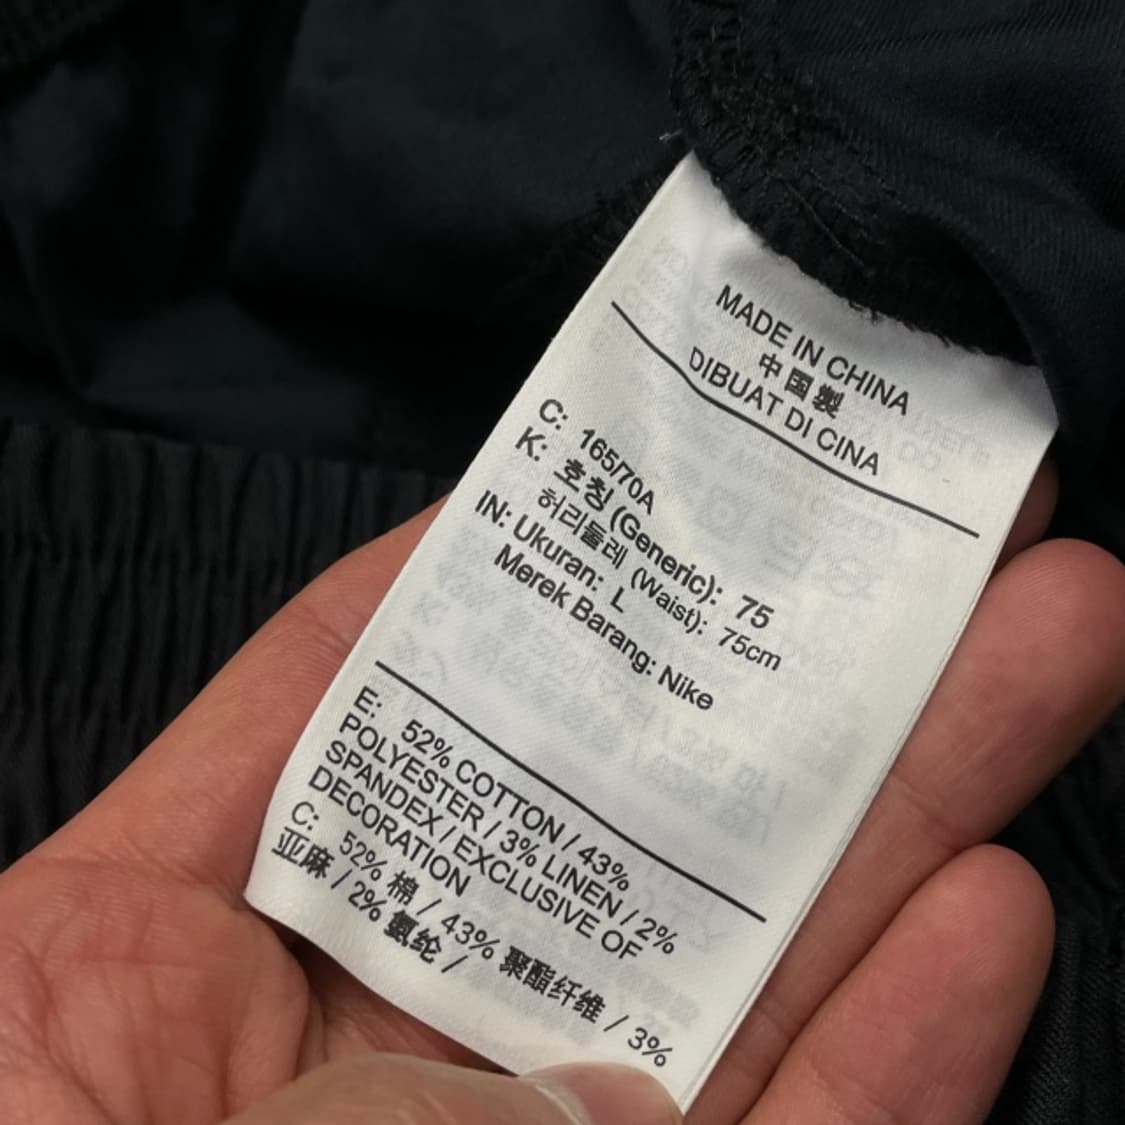 MADE IN CHINA
中国製
DIBUAT DI CINA
C: 165/70A
K: 호칭 (Generic): 75
허리둘레 (Waist): 75cm
IN: Ukuran: L
Merek Barang: Nike
E: 52% COTTON / 43%
POLYESTER / 3% LINEN / 2%
SPANDEX / EXCLUSIVE OF
DECORATION
C: 52% 棉 / 43% 聚酯纤维 / 3%
亚麻 / 2% 氨纶 /